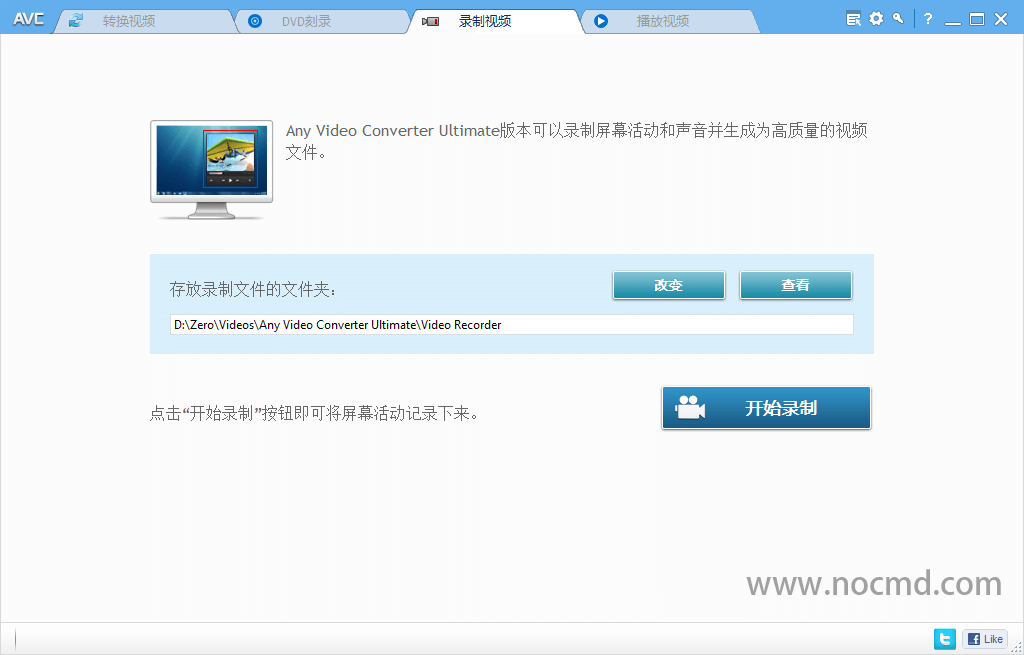 AVC
转换视频
DVD刻录
录制视频
播放视频
?
Any Video Converter Ultimate版本可以录制屏幕活动和声音并生成为高质量的视频
文件。
存放录制文件的文件夹:
改变
查看
D:\Zero\Videos\Any Video Converter Ultimate\Video Recorder
点击“开始录制”按钮即可将屏幕活动记录下来。
开始录制
www.nocmd.com
Like